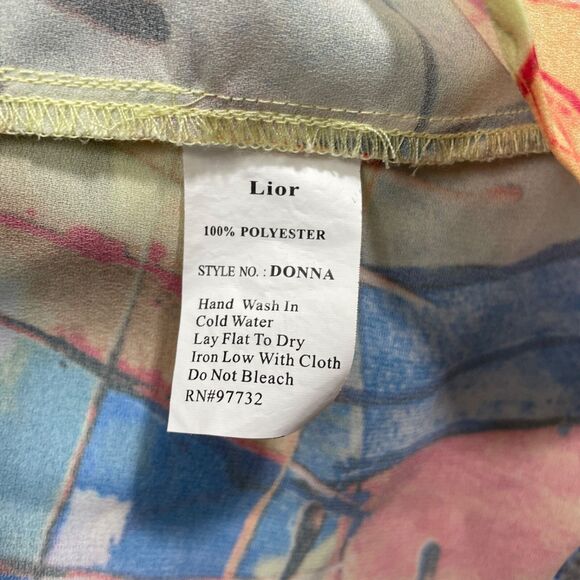 Lior
100% POLYESTER
STYLE NO. : DONNA
Hand Wash In
Cold Water
Lay Flat To Dry
Iron Low With Cloth
Do Not Bleach
RN#97732